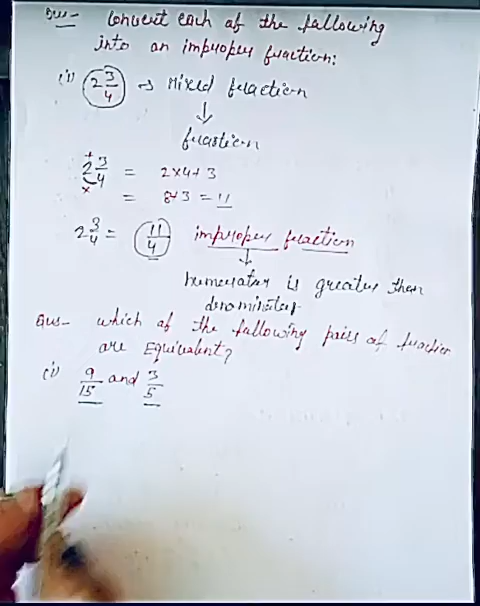 Qus- Convert each of the following
into an improper fraction:
(i) 2 3/4 → Mixed fraction
↓
fraction
+ 2 3/4 × = 2×4+3
= 8+3 = 11
2 3/4 = 11/4 improper fraction
↓
numerator is greater than
denominator
Qus- which of the following pairs of fraction
are Equivalent?
(i) 9/15 and 3/5